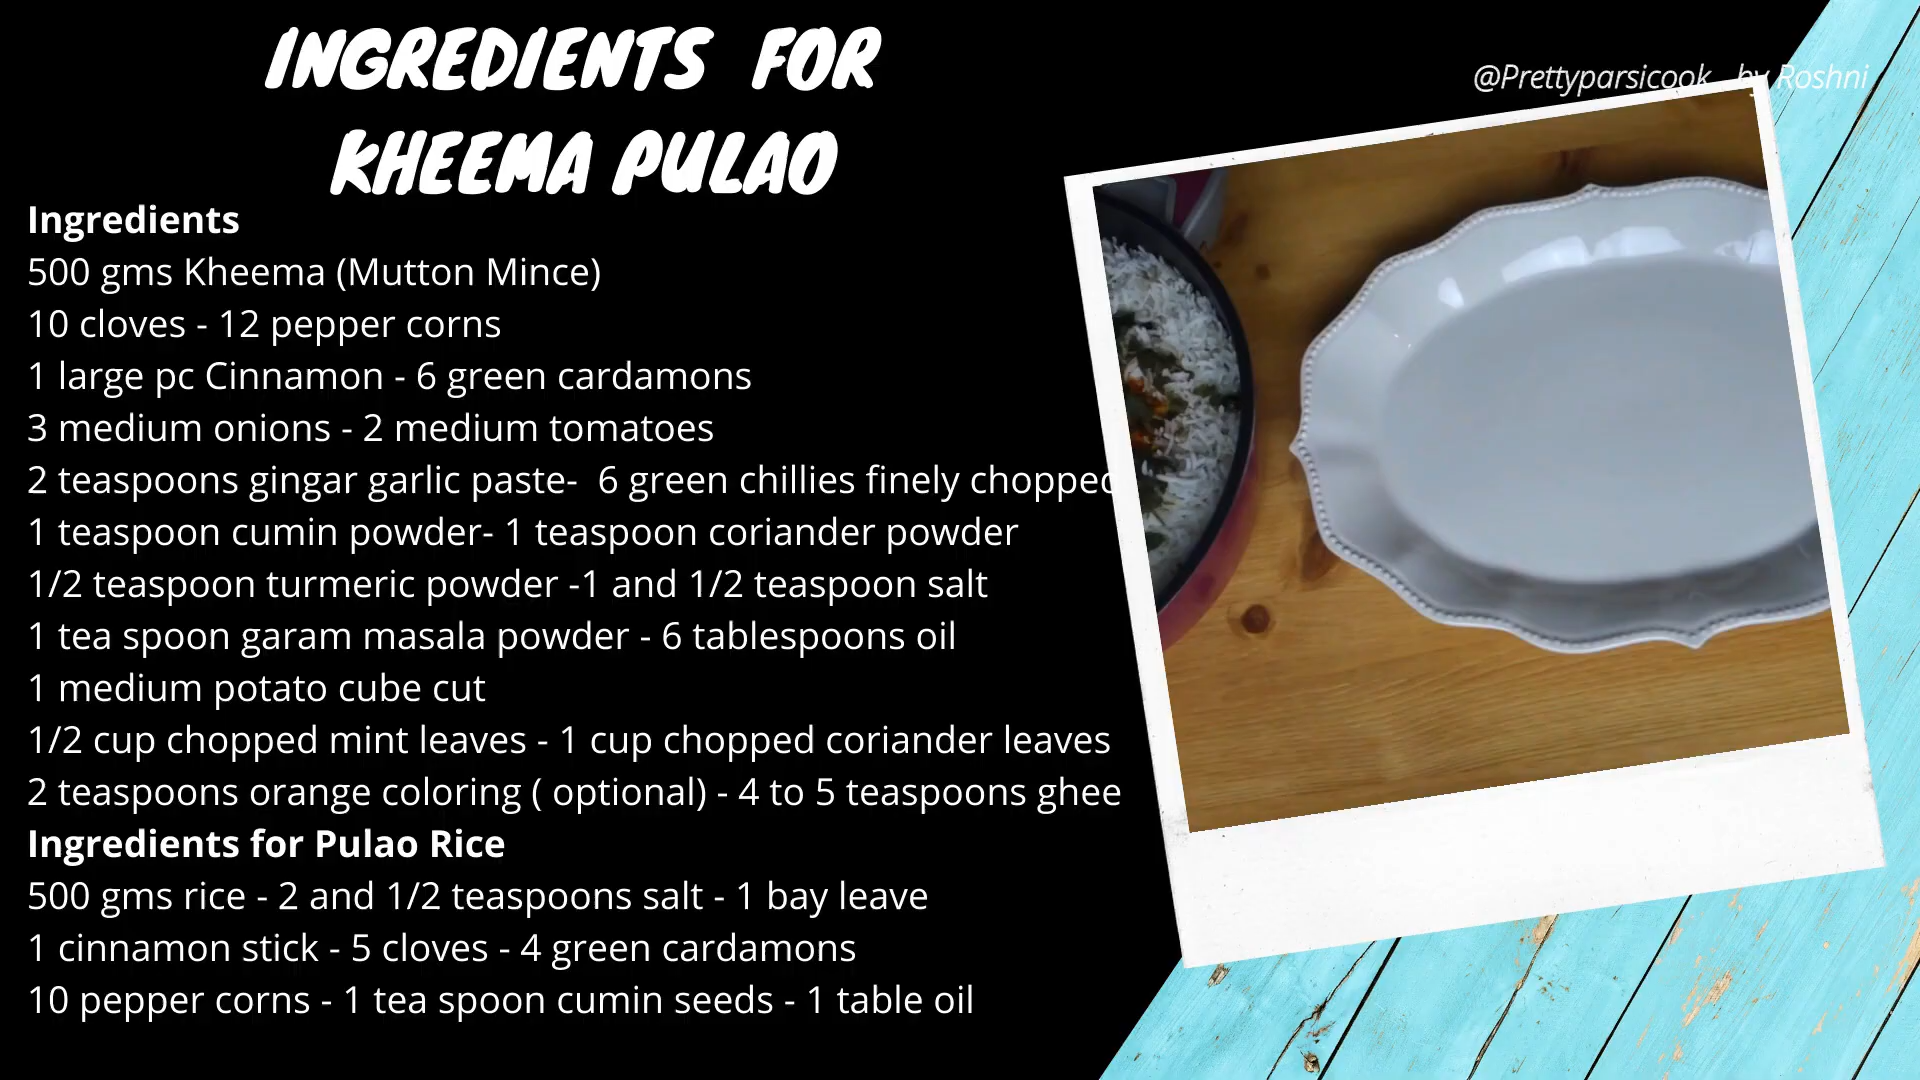 INGREDIENTS FOR
KHEEMA PULAO
@Prettyparsicook by Roshni
Ingredients
500 gms Kheema (Mutton Mince)
10 cloves - 12 pepper corns
1 large pc Cinnamon - 6 green cardamons
3 medium onions - 2 medium tomatoes
2 teaspoons gingar garlic paste-  6 green chillies finely chopped
1 teaspoon cumin powder- 1 teaspoon coriander powder
1/2 teaspoon turmeric powder -1 and 1/2 teaspoon salt
1 tea spoon garam masala powder - 6 tablespoons oil
1 medium potato cube cut
1/2 cup chopped mint leaves - 1 cup chopped coriander leaves
2 teaspoons orange coloring ( optional) - 4 to 5 teaspoons ghee
Ingredients for Pulao Rice
500 gms rice - 2 and 1/2 teaspoons salt - 1 bay leave
1 cinnamon stick - 5 cloves - 4 green cardamons
10 pepper corns - 1 tea spoon cumin seeds - 1 table oil